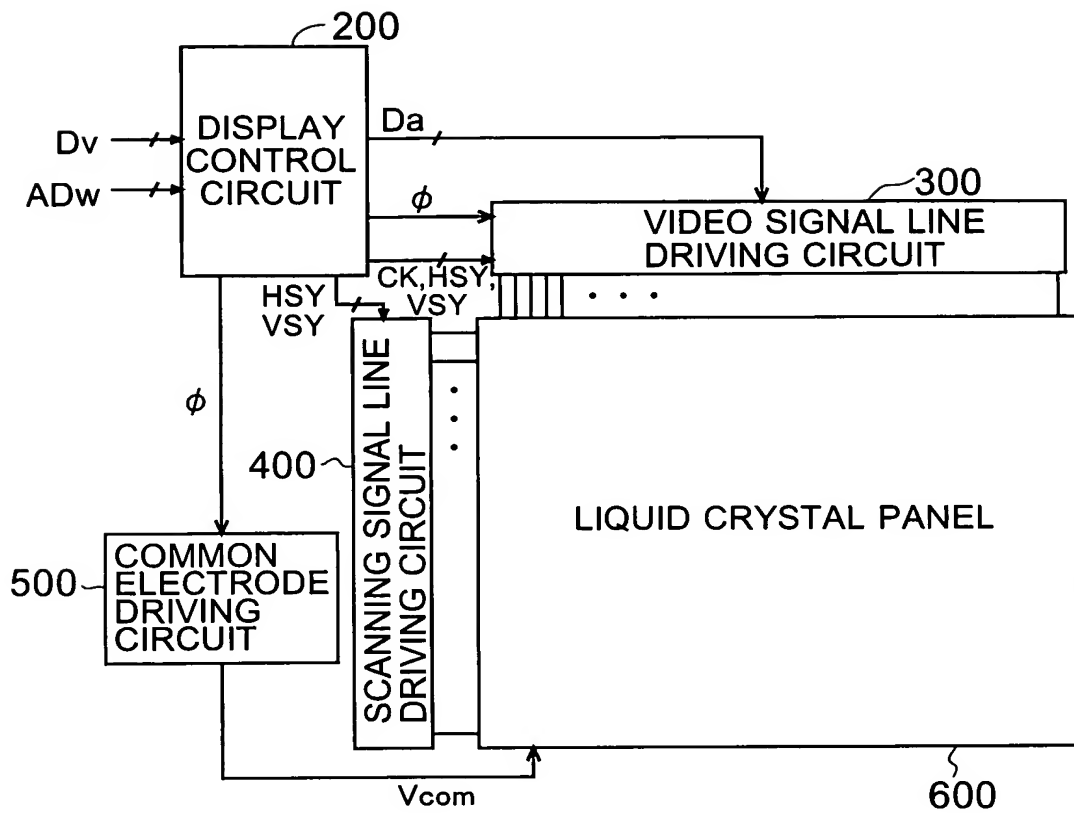 200
DISPLAY
CONTROL
CIRCUIT
Dv
ADw
Da
ϕ
300
VIDEO SIGNAL LINE
DRIVING CIRCUIT
CK,HSY,
VSY
HSY
VSY
ϕ
400
SCANNING SIGNAL LINE
DRIVING CIRCUIT
LIQUID CRYSTAL PANEL
500
COMMON
ELECTRODE
DRIVING
CIRCUIT
Vcom
600